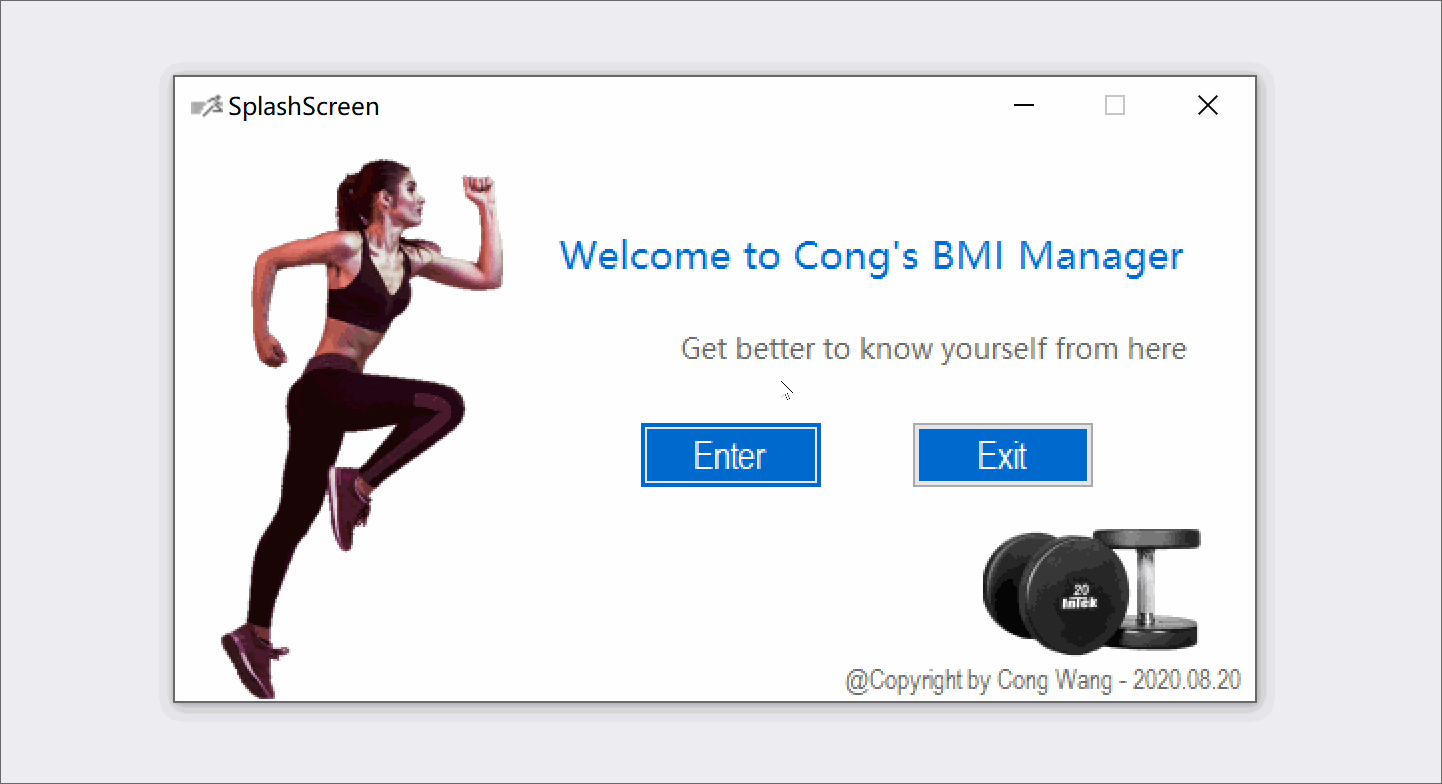 SplashScreen
Welcome to Cong's BMI Manager
Get better to know yourself from here
Enter
Exit
20
@Copyright by Cong Wang - 2020.08.20